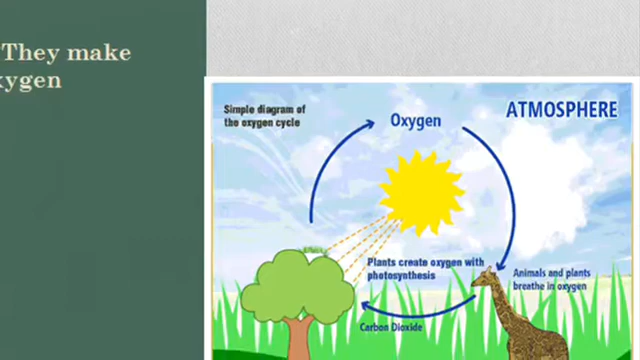 They make
xygen
Simple diagram of
the oxygen cycle
Oxygen
ATMOSPHERE
Plants create oxygen with
photosynthesis
Animals and plants
breathe in oxygen
Carbon Dioxide